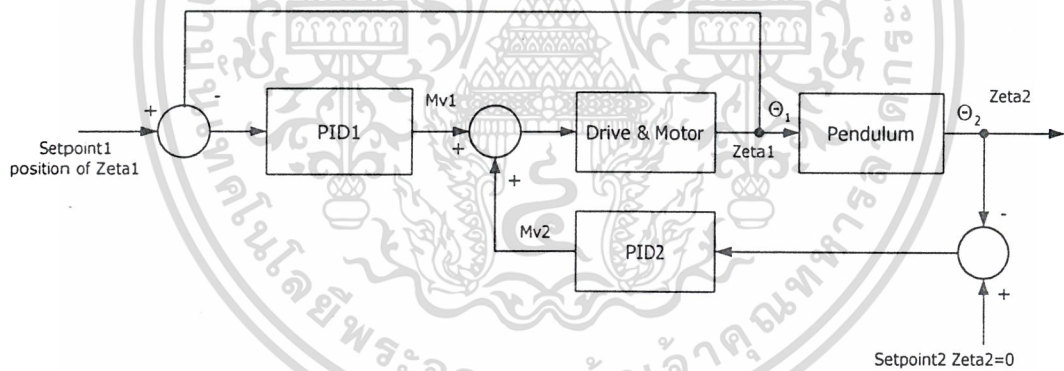 Setpoint1
position of Zeta1
+
-
PID1
Mv1
+
+
Drive & Motor
Θ1
Zeta1
Pendulum
Θ2
Zeta2
Mv2
PID2
-
+
Setpoint2 Zeta2=0